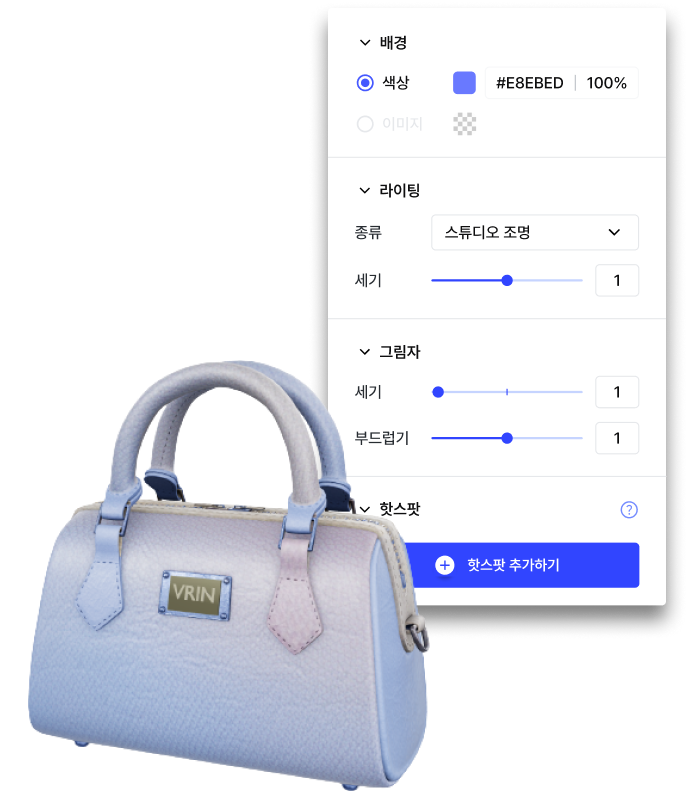 배경
색상 #E8EBED 100%
이미지
라이팅
종류 스튜디오 조명
세기 1
그림자
세기 1
부드럽기 1
핫스팟 ?
핫스팟 추가하기
VRIN